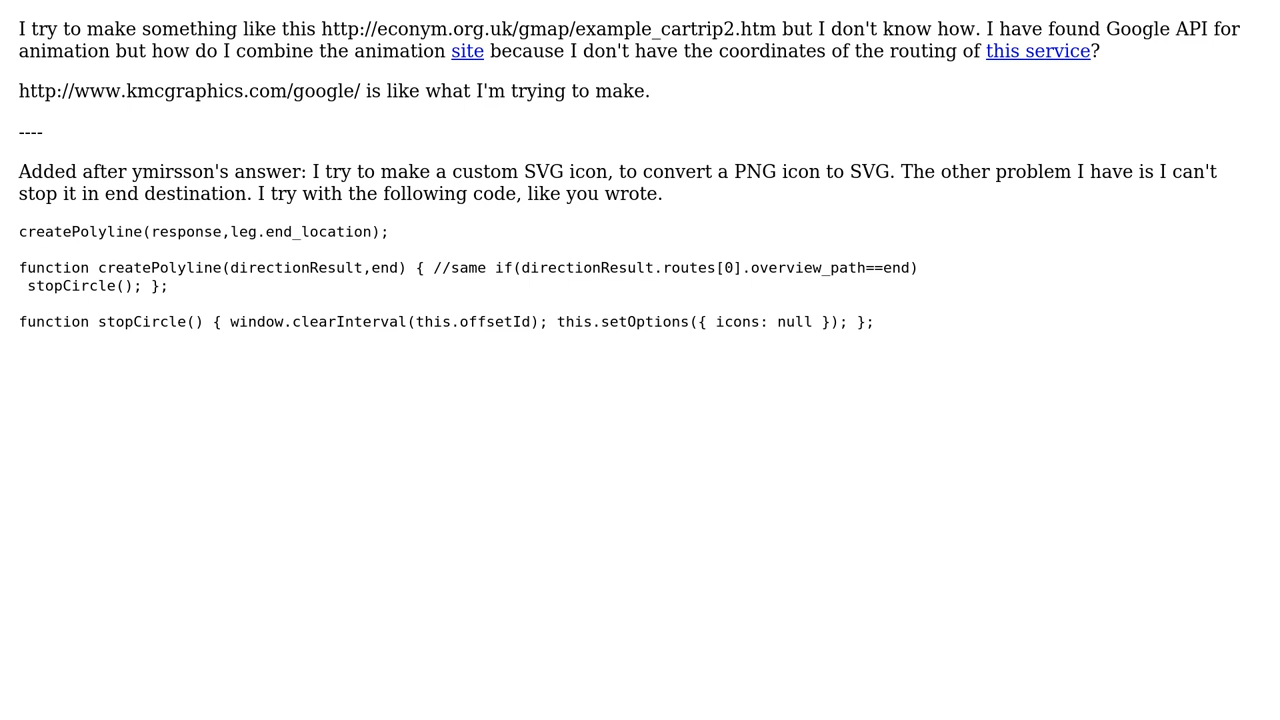 I try to make something like this http://econym.org.uk/gmap/example_cartrip2.htm but I don't know how. I have found Google API for
animation but how do I combine the animation site because I don't have the coordinates of the routing of this service?
http://www.kmcgraphics.com/google/ is like what I'm trying to make.
----
Added after ymirsson's answer: I try to make a custom SVG icon, to convert a PNG icon to SVG. The other problem I have is I can't
stop it in end destination. I try with the following code, like you wrote.
createPolyline(response,leg.end_location);
function createPolyline(directionResult,end) { //same if(directionResult.routes[0].overview_path==end)
 stopCircle(); };
function stopCircle() { window.clearInterval(this.offsetId); this.setOptions({ icons: null }); };